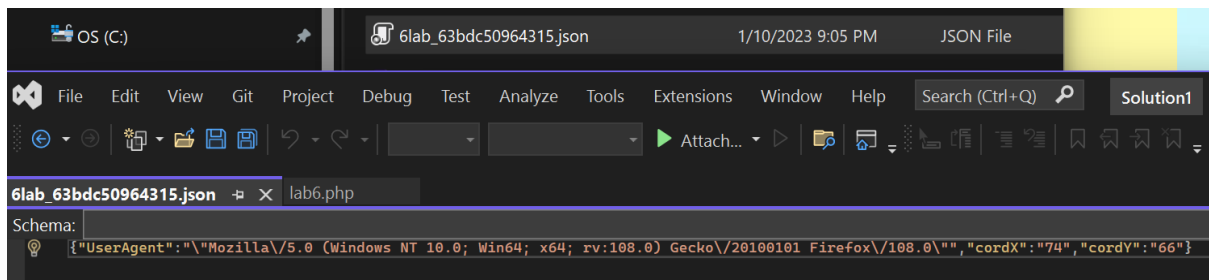 OS (C:) 6lab_63bdc50964315.json 1/10/2023 9:05 PM JSON File
File Edit View Git Project Debug Test Analyze Tools Extensions Window Help Search (Ctrl+Q) Solution1
Attach...
6lab_63bdc50964315.json lab6.php
Schema:
{"UserAgent":"\"Mozilla\/5.0 (Windows NT 10.0; Win64; x64; rv:108.0) Gecko\/20100101 Firefox\/108.0\"","cordX":"74","cordY":"66"}